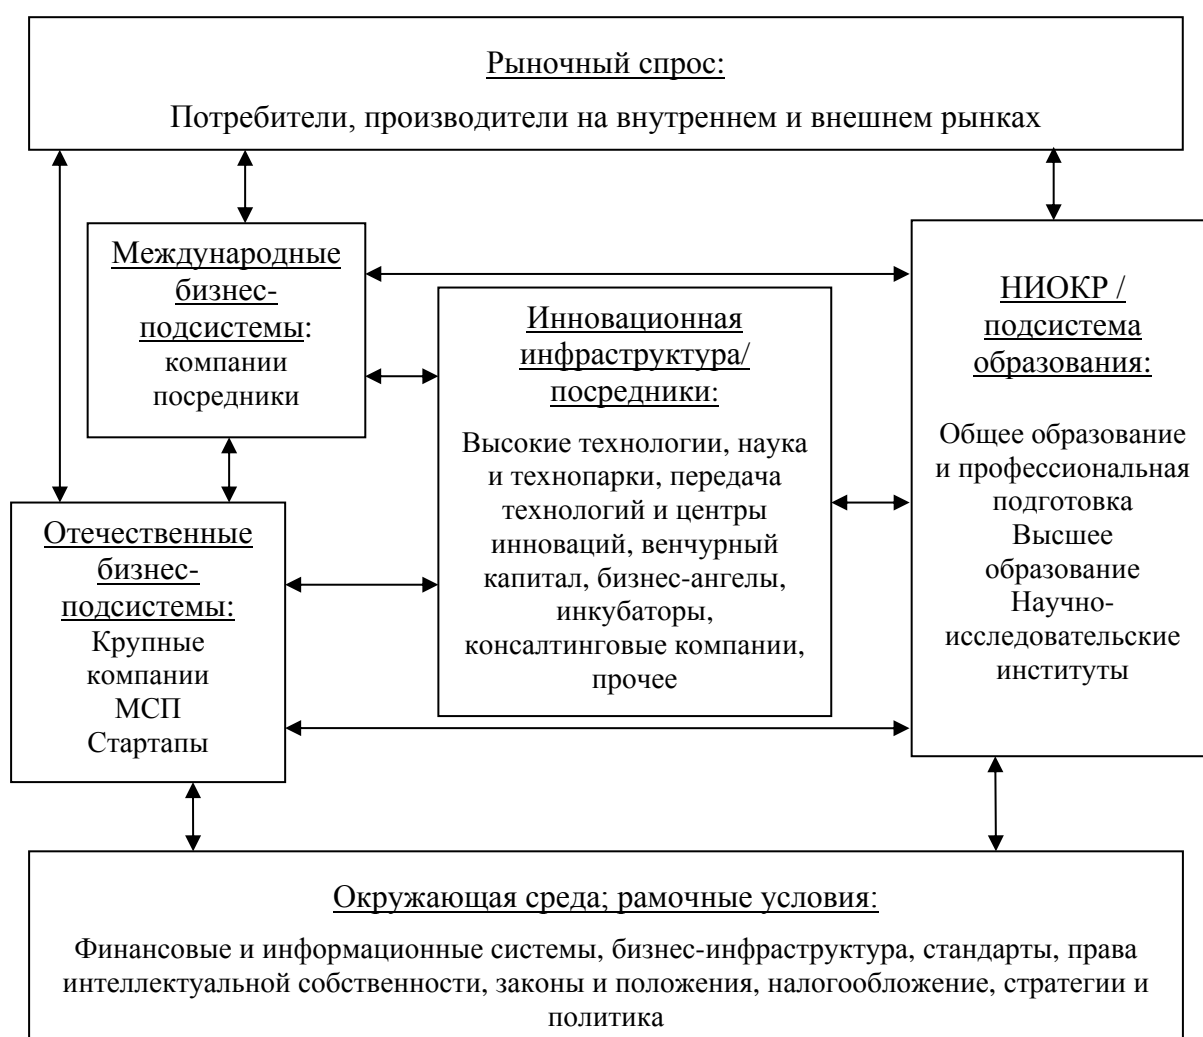 Рыночный спрос:
Потребители, производители на внутреннем и внешнем рынках
Международные
бизнес-
подсистемы:
компании
посредники
Инновационная
инфраструктура/
посредники:
Высокие технологии, наука
и технопарки, передача
технологий и центры
инноваций, венчурный
капитал, бизнес-ангелы,
инкубаторы,
консалтинговые компании,
прочее
НИОКР /
подсистема
образования:
Общее образование
и профессиональная
подготовка
Высшее
образование
Научно-
исследовательские
институты
Отечественные
бизнес-
подсистемы:
Крупные
компании
МСП
Стартапы
Окружающая среда; рамочные условия:
Финансовые и информационные системы, бизнес-инфраструктура, стандарты, права
интеллектуальной собственности, законы и положения, налогообложение, стратегии и
политика